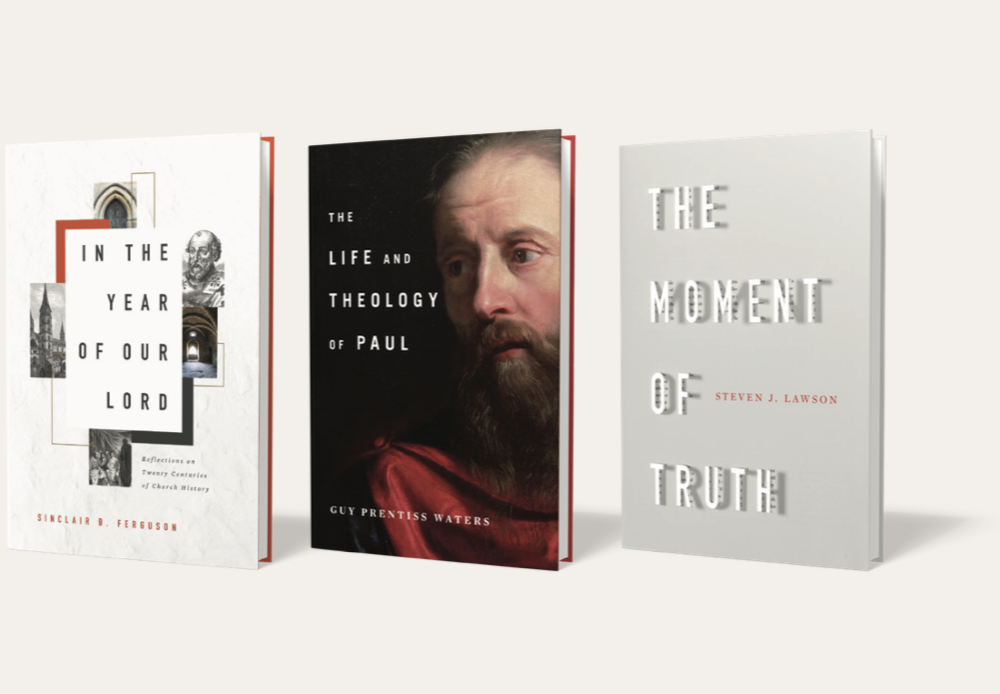 IN THE
YEAR
OF OUR
LORD
Reflections on
Twenty Centuries
of Church History
SINCLAIR B. FERGUSON
THE
LIFE AND
THEOLOGY
OF PAUL
GUY PRENTISS WATERS
THE
MOMENT
OF
STEVEN J. LAWSON
TRUTH